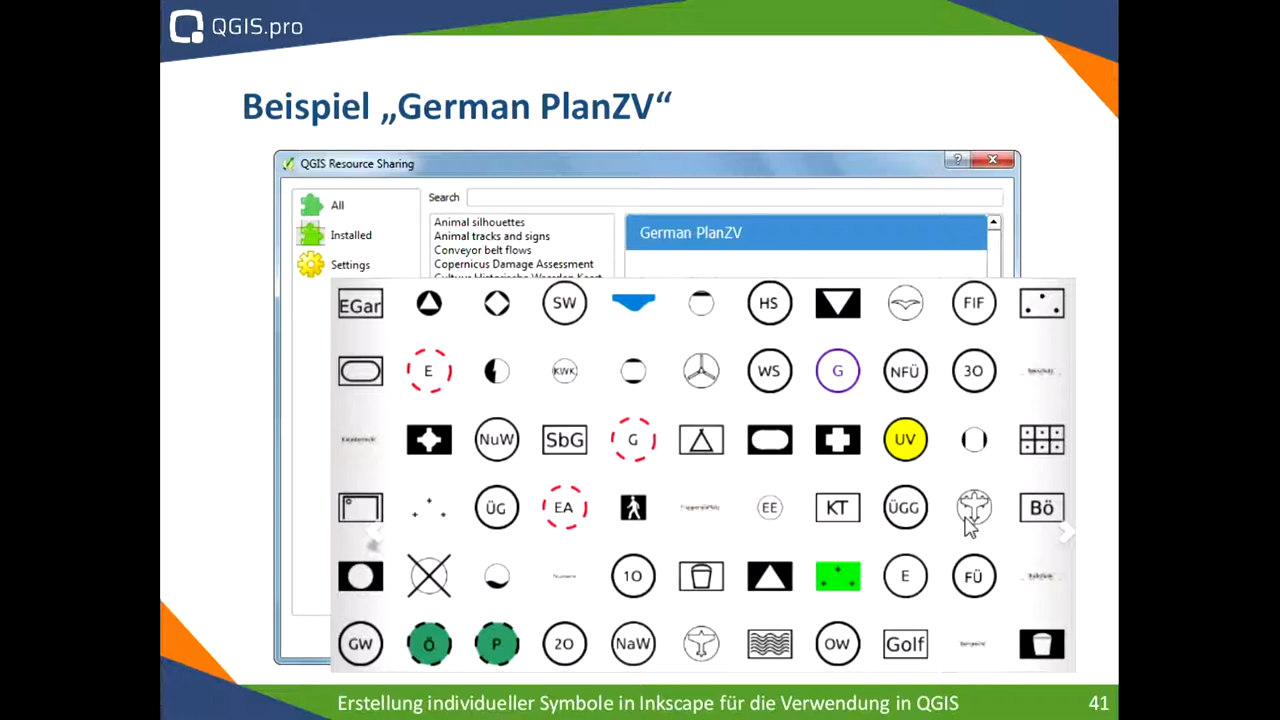 QGIS.pro
Beispiel „German PlanZV“
QGIS Resource Sharing
?
All
Installed
Settings
Search
Animal silhouettes
Animal tracks and signs
Conveyor belt flows
Copernicus Damage Assessment
German PlanZV
EGar SW HS FIF
E KWK WS G NFÜ 3O
NuW SbG G UV
ÜG EA EE KT ÜGG Bö
1O E FÜ
GW Ö P 2O NaW OW Golf
Erstellung individueller Symbole in Inkscape für die Verwendung in QGIS
41